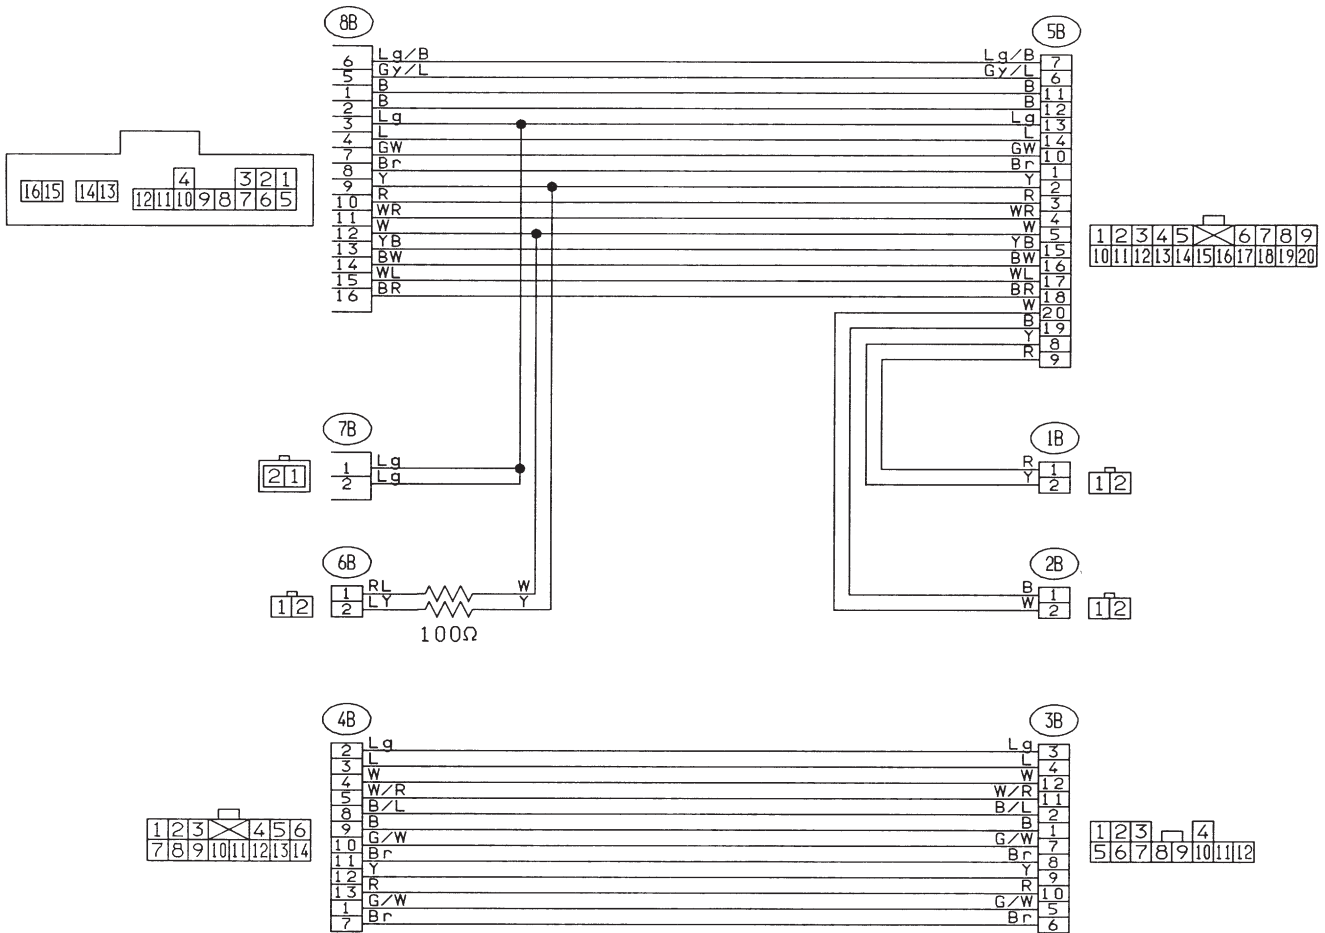 8B
5B
6 Lg/B Lg/B 7
5 Gy/L Gy/L 6
1 B B 11
2 B B 12
3 Lg Lg 13
4 L L 14
7 GW GW 10
8 Br Br 1
9 Y Y 2
10 R R 3
11 WR WR 4
12 W W 5
13 YB YB 15
14 BW BW 16
15 WL WL 17
16 BR BR 18
W 20
B 19
Y 8
R 9
4 3 2 1
16 15 14 13 12 11 10 9 8 7 6 5
1 2 3 4 5 6 7 8 9
10 11 12 13 14 15 16 17 18 19 20
7B
1 Lg
2 Lg
2 1
1B
R 1
Y 2
1 2
6B
1 RL W
2 LY Y
100Ω
1 2
2B
B 1
W 2
1 2
4B
3B
2 Lg Lg 3
3 L L 4
4 W W 12
5 W/R W/R 11
8 B/L B/L 2
9 B B 1
10 G/W G/W 7
11 Br Br 8
12 Y Y 9
13 R R 10
1 G/W G/W 5
7 Br Br 6
1 2 3 4 5 6
7 8 9 10 11 12 13 14
1 2 3 4
5 6 7 8 9 10 11 12